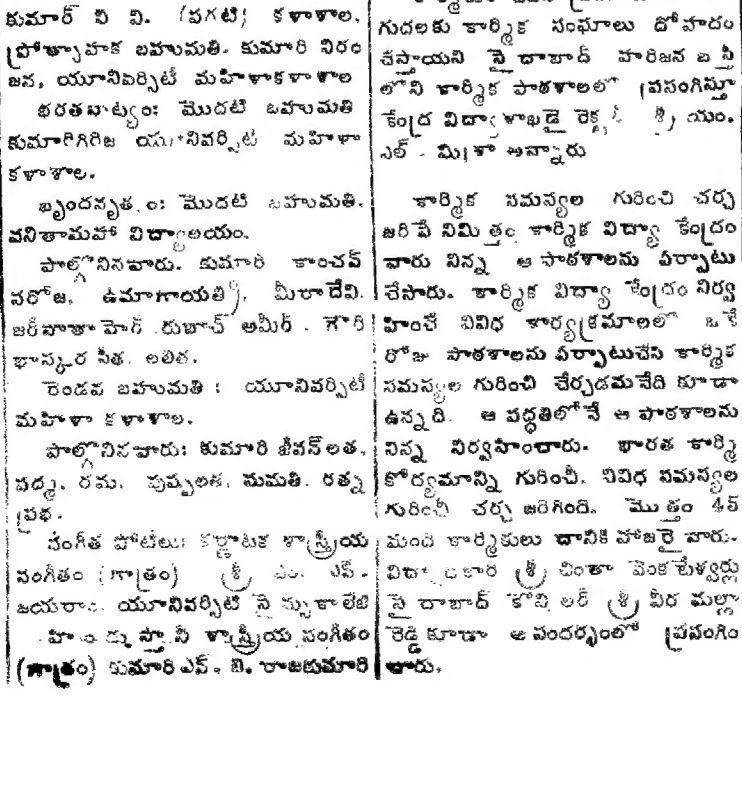 కుమార్ వి వి. (పగటి) కళాశాల,
ప్రోత్సాహక బహుమతి. కుమారి నిరం
జన, యూనివర్సిటీ మహిళాకళాశాల
భరతనాట్యం: మొదటి బహుమతి
కుమారిగిరిజ యూనివర్సిటీ మహిళా
కళాశాల.
బృందనృత్యం: మొదటి బహుమతి.
వనితామహా విద్యాలయం.
పాల్గొనినవారు. కుమారి కాంచన్
సరోజ, ఉమాగాయత్రి, మీరాదేవి.
అమీర్. గౌరి
భాస్కర సీత. లలిత.
రెండవ బహుమతి : యూనివర్సిటీ
మహిళా కళాశాల.
పాల్గొనినవారు: కుమారి జీవన్‌లత,
పద్మ. రమ. పుష్పలత, సుమతి. రత్న
ప్రభ.
సంగీత పోటీలు: కర్ణాటక శాస్త్రీయ
సంగీతం (గాత్రం) శ్రీ ఎం. ఎస్.
జయరాం యూనివర్సిటి సైన్సుకాలేజి
హిందుస్తానీ శాస్త్రీయ సంగీతం
(గాత్రం) కుమారి ఎస్. బి. రాజకుమారి
గుదలకు కార్మిక సంఘాలు దోహదం
చేస్తాయని సైదాబాద్ హరిజన బస్తీ
లోని కార్మిక పాఠశాలలో ప్రసంగిస్తూ
కేంద్ర విద్యాశాఖడైరెక్టర్ శ్రీ యం.
ఎల్. మిశ్రా అన్నారు
కార్మిక సమస్యల గురించి చర్చ
జరిపే నిమిత్తం కార్మిక విద్యా కేంద్రం
వారు నిన్న ఆ పాఠశాలను ఏర్పాటు
చేసారు. కార్మిక విద్యా కేంద్రం నిర్వ
హించే వివిధ కార్యక్రమాలలో ఒకే
రోజు పాఠశాలను ఏర్పాటుచేసి కార్మిక
సమస్యల గురించి చేర్చడమనేది కూడా
ఉన్నది. ఆ పద్ధతిలోనే ఆ పాఠశాలను
నిన్న నిర్వహించారు. భారత కార్మి
కోద్యమాన్ని గురించీ, వివిధ సమస్యల
గురించీ చర్చ జరిగింది. మొత్తం 45
మంది కార్మికులు దానికి హాజరై నారు.
విద్యాధికారి శ్రీ చింతా వెంకటేశ్వర్లు
సైదాబాద్ కౌన్సిలర్ శ్రీ వీర మల్లా
రెడ్డి కూడా ఆ సందర్భంలో ప్రసంగిం
చారు.